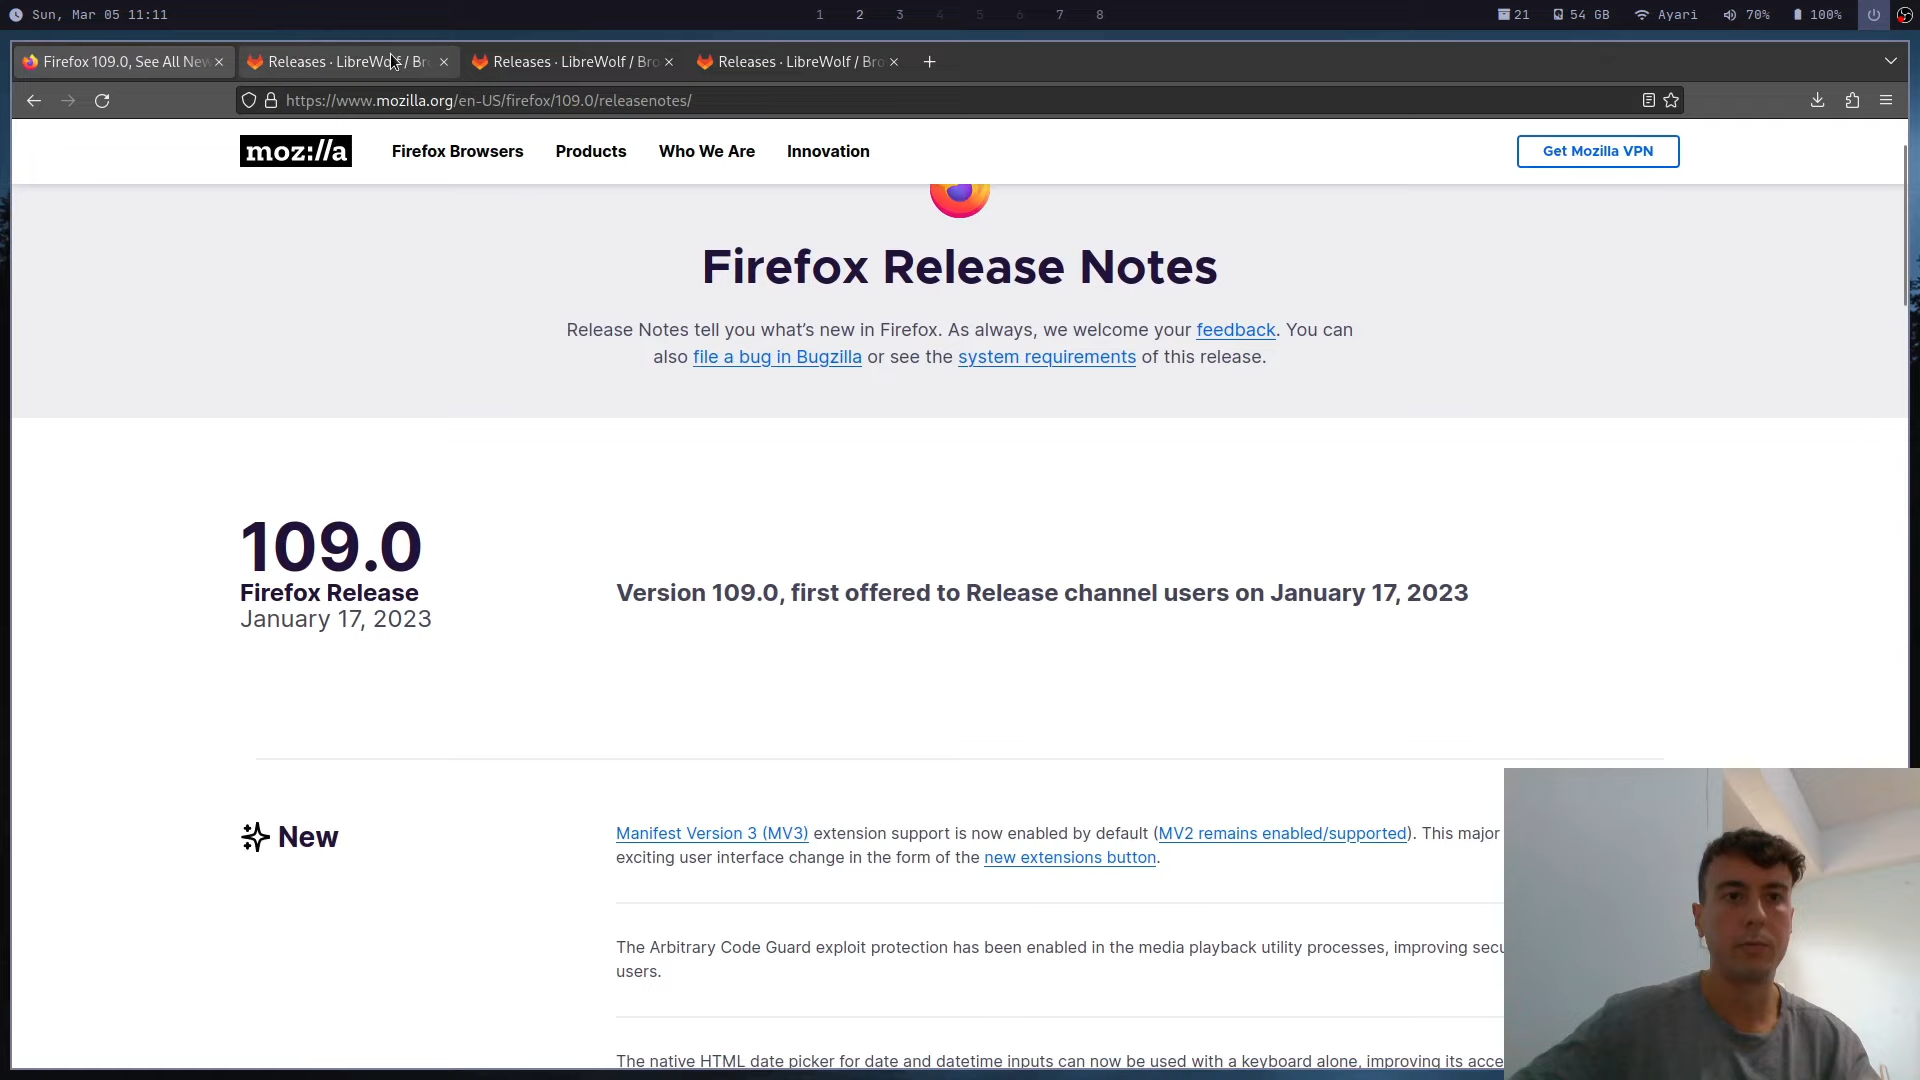 Sun, Mar 05 11:11
1 2 3 4 5 6 7 8
21 54 GB Ayari 70% 100%
Firefox 109.0, See All New
Releases · LibreWolf / Br
Releases · LibreWolf / Bro
Releases · LibreWolf / Bro
https://www.mozilla.org/en-US/firefox/109.0/releasenotes/
moz://a
Firefox Browsers Products Who We Are Innovation
Get Mozilla VPN
Firefox Release Notes
Release Notes tell you what’s new in Firefox. As always, we welcome your feedback. You can
also file a bug in Bugzilla or see the system requirements of this release.
109.0
Firefox Release
January 17, 2023
Version 109.0, first offered to Release channel users on January 17, 2023
New
Manifest Version 3 (MV3) extension support is now enabled by default (MV2 remains enabled/supported). This major
exciting user interface change in the form of the new extensions button.
The Arbitrary Code Guard exploit protection has been enabled in the media playback utility processes, improving secu
users.
The native HTML date picker for date and datetime inputs can now be used with a keyboard alone, improving its acce